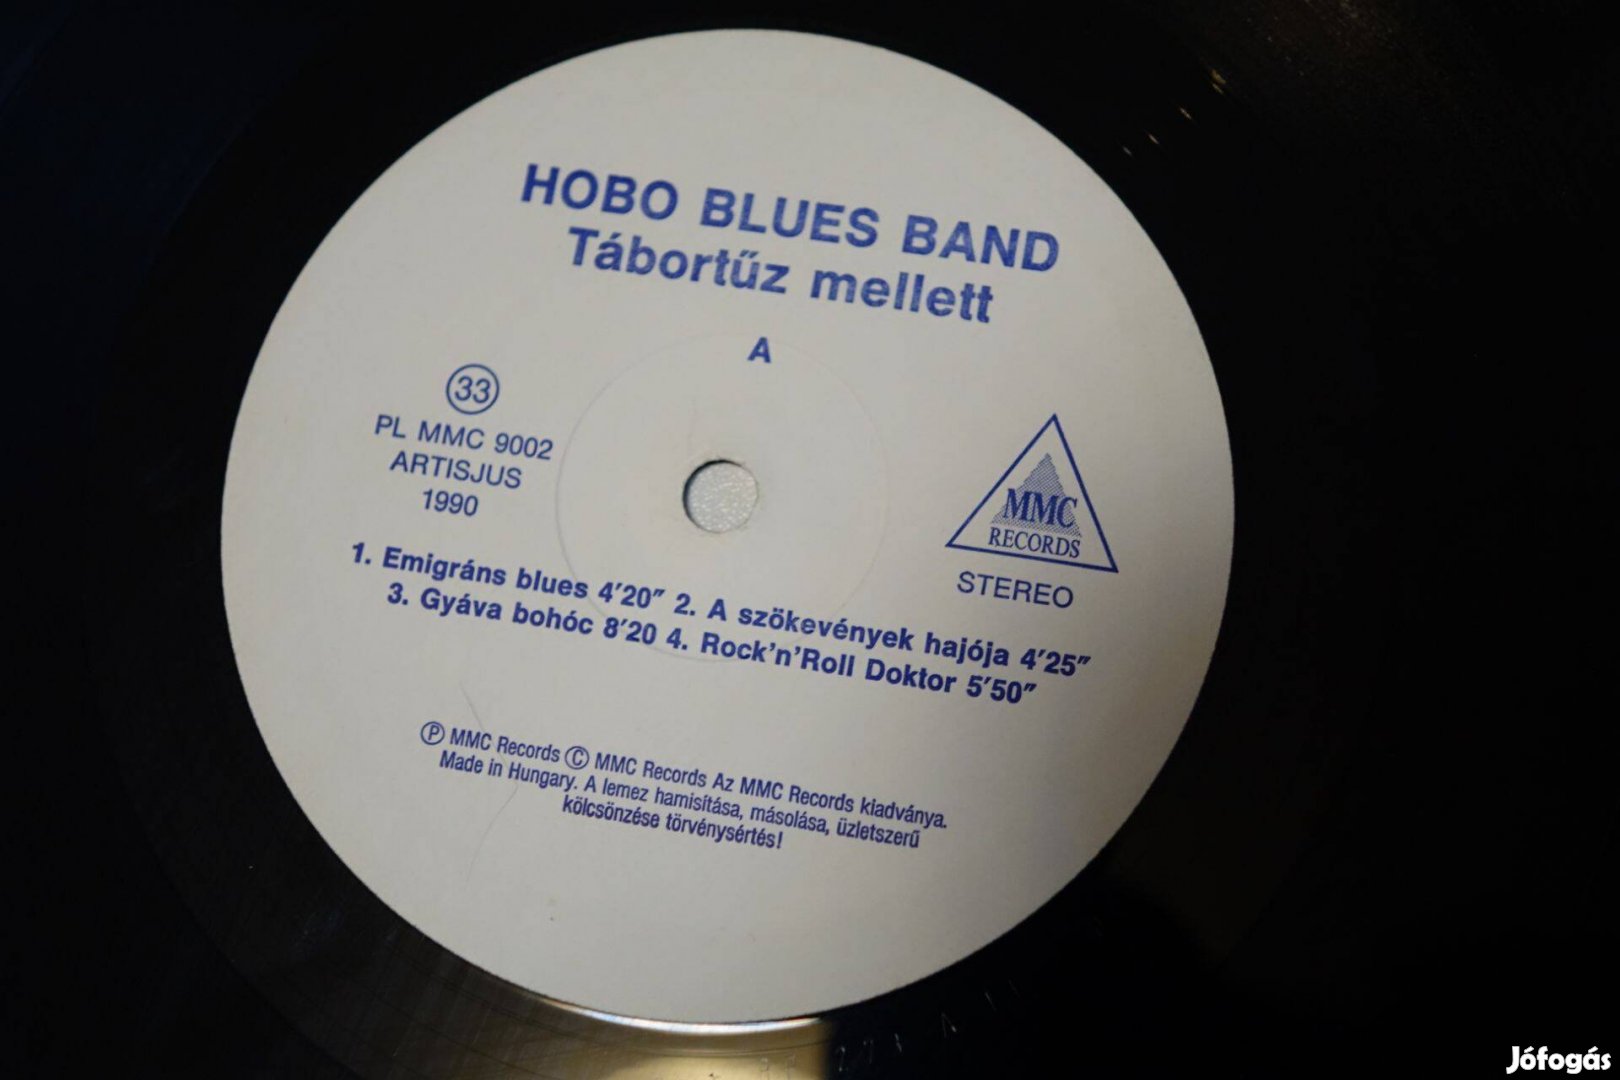 HOBO BLUES BAND
Tábortűz mellett
A
33
PL MMC 9002
ARTISJUS
1990
MMC
RECORDS
STEREO
1. Emigráns blues 4′20″ 2. A szökevények hajója 4′25″
3. Gyáva bohóc 8′20 4. Rock'n'Roll Doktor 5′50″
Ⓟ MMC Records Ⓒ MMC Records Az MMC Records kiadványa.
Made in Hungary. A lemez hamisítása, másolása, üzletszerű
kölcsönzése törvénysértés!
Jófogás